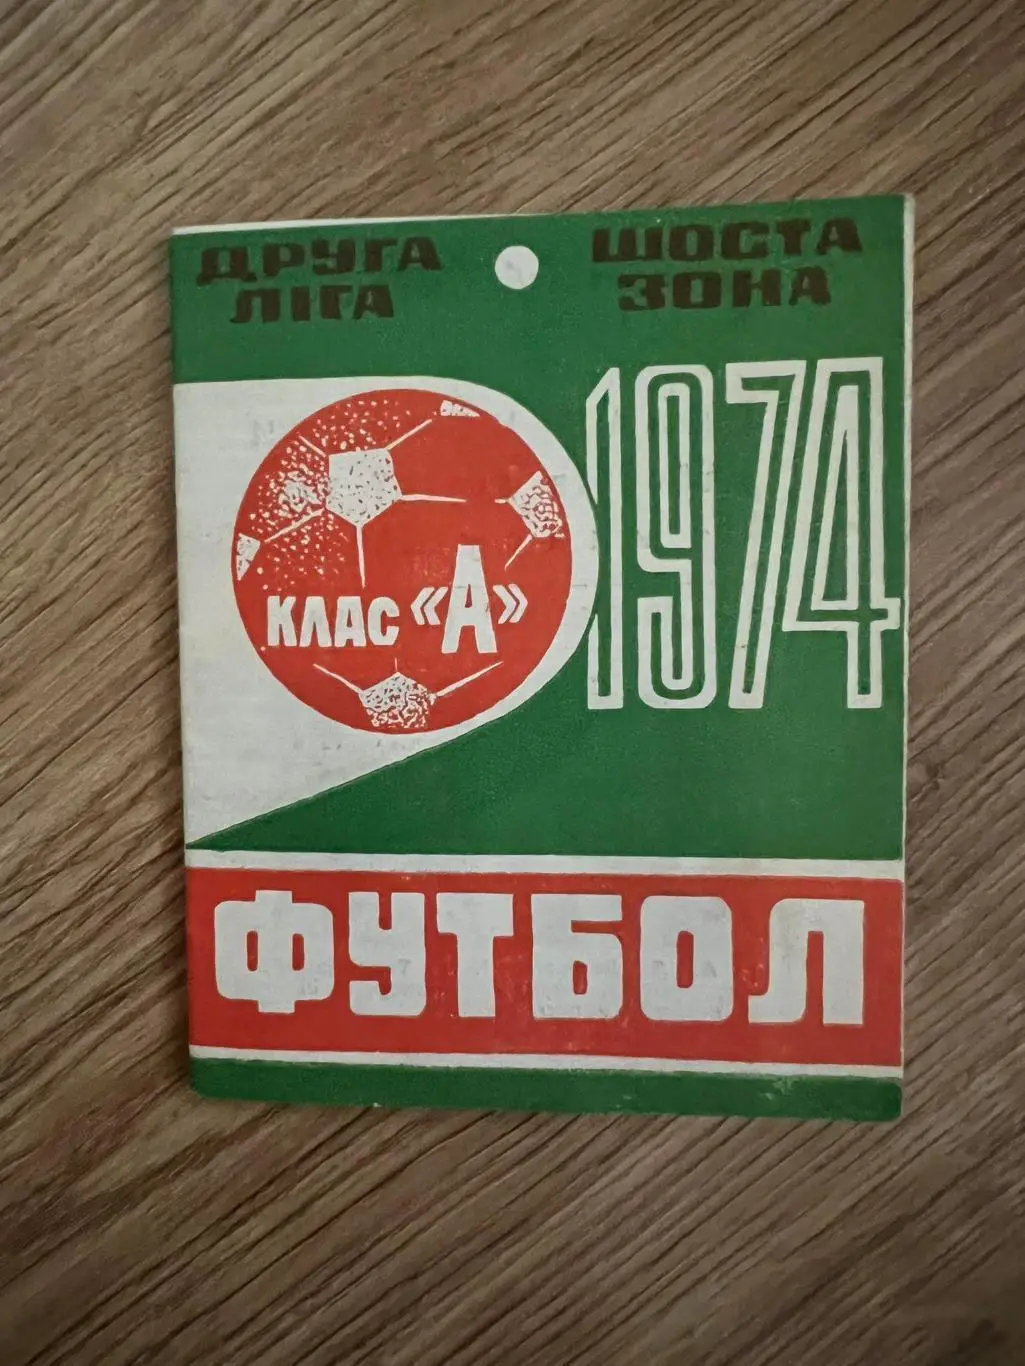 ДРУГА
ЛІГА
ШОСТА
ЗОНА
1974
КЛАС «А»
ФУТБОЛ